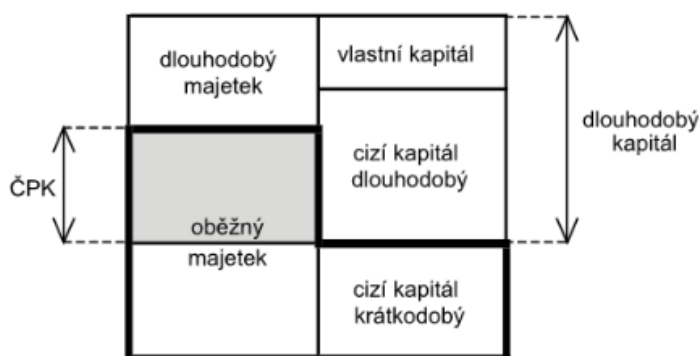 dlouhodobý
majetek
vlastní kapitál
dlouhodobý
kapitál
cizí kapitál
dlouhodobý
ČPK
oběžný
majetek
cizí kapitál
krátkodobý